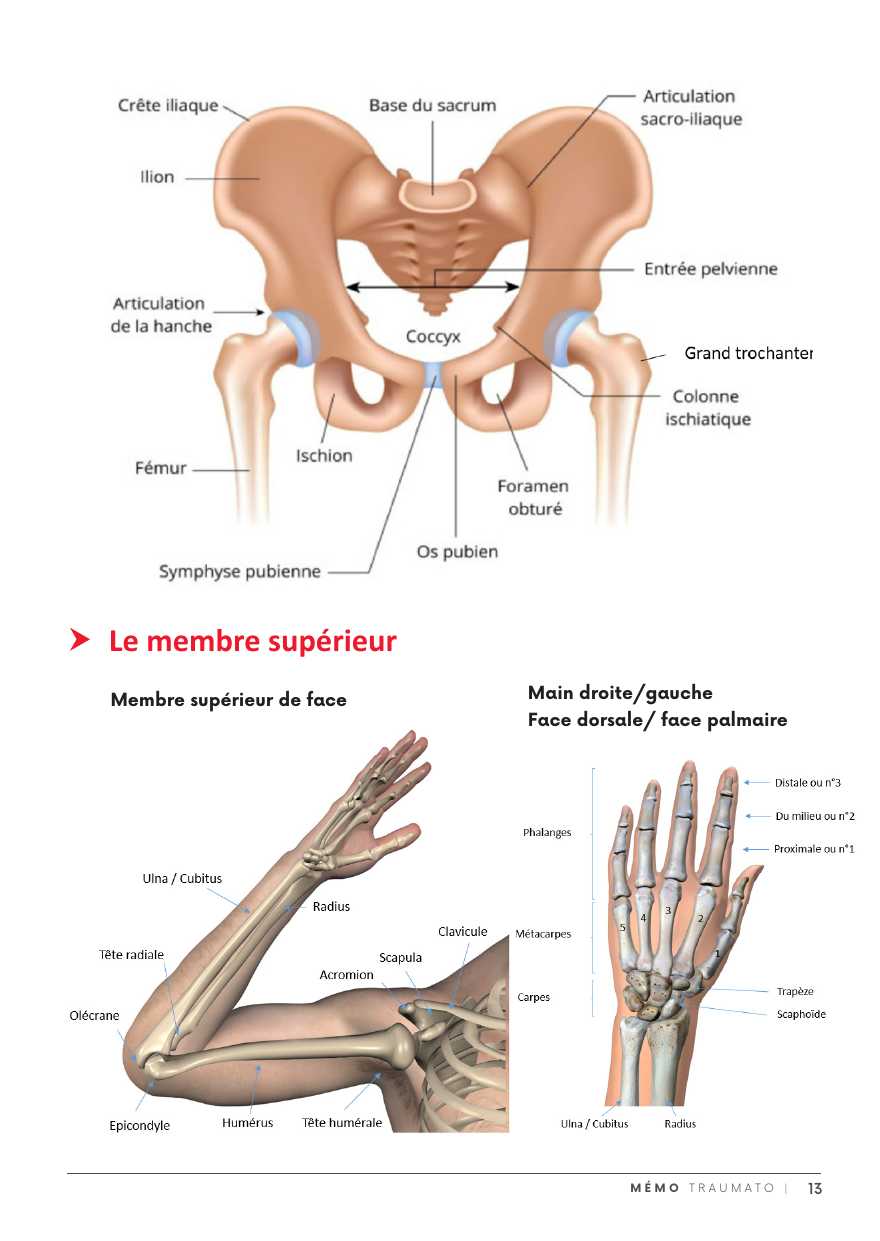 Crête iliaque
Base du sacrum
Articulation
sacro-iliaque
Ilion
Entrée pelvienne
Articulation
de la hanche
Coccyx
Grand trochanter
Colonne
ischiatique
Ischion
Fémur
Foramen
obturé
Os pubien
Symphyse pubienne
Le membre supérieur
Membre supérieur de face
Ulna / Cubitus
Radius
Clavicule
Tête radiale
Scapula
Acromion
Olécrane
Epicondyle
Humérus
Tête humérale
Main droite/gauche
Face dorsale/ face palmaire
Distale ou n°3
Du milieu ou n°2
Phalanges
Proximale ou n°1
3
4
2
5
Métacarpes
1
Trapèze
Carpes
Scaphoïde
Ulna / Cubitus
Radius
MÉMO TRAUMATO | 13